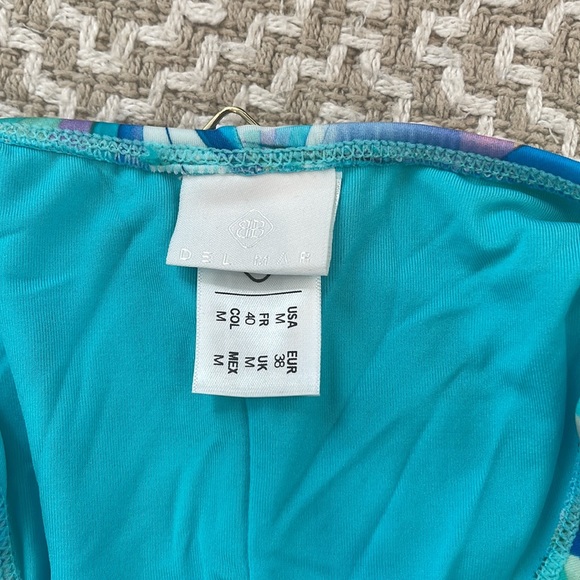 DEL MAR
USA EUR
M 38
FR UK
40 M
COL MEX
M M